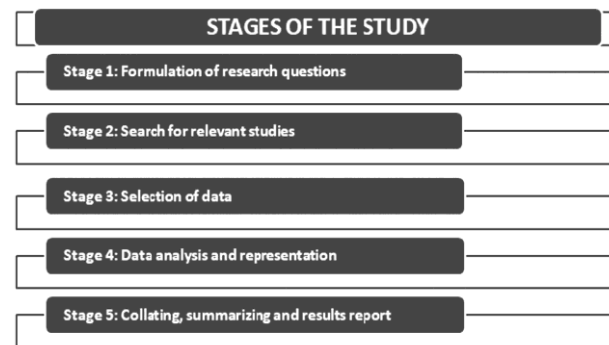 STAGES OF THE STUDY
Stage 1: Formulation of research questions
Stage 2: Search for relevant studies
Stage 3: Selection of data
Stage 4: Data analysis and representation
Stage 5: Collating, summarizing and results report